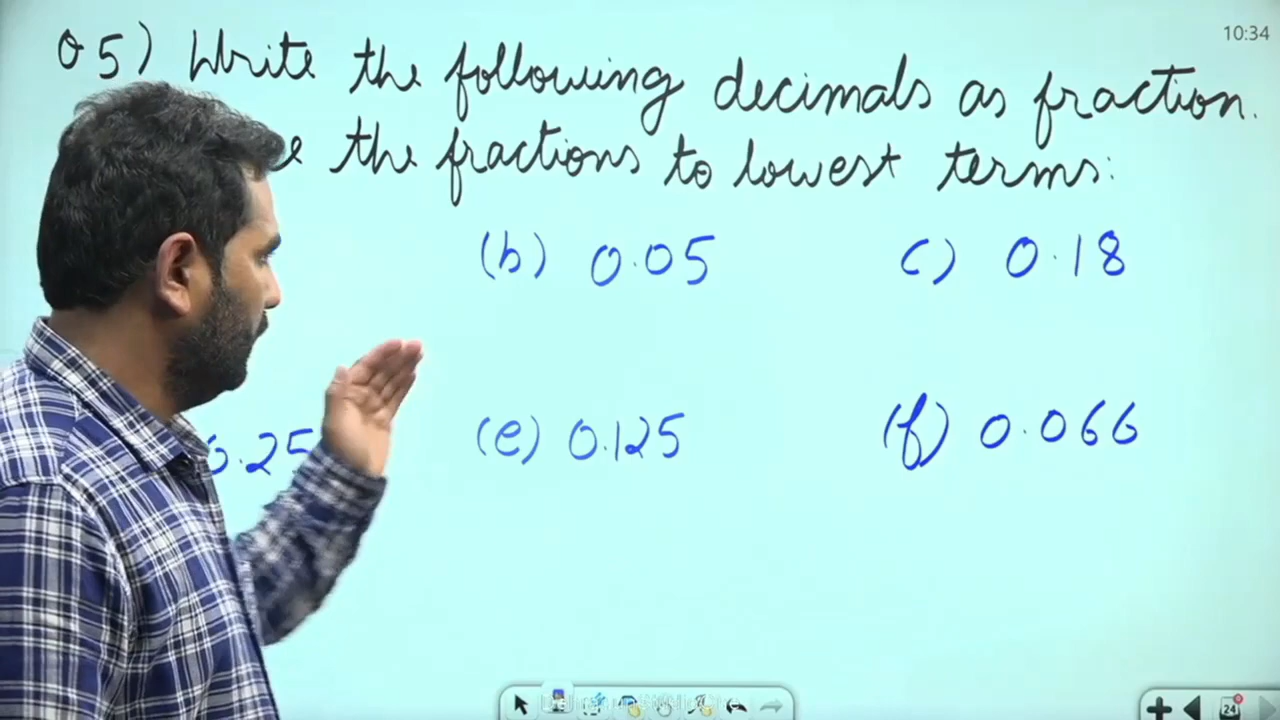 10:34
Q5) Write the following decimals as fraction.
e the fractions to lowest terms:
(b) 0.05 c) 0.18
0.25 (e) 0.125 (f) 0.066
24